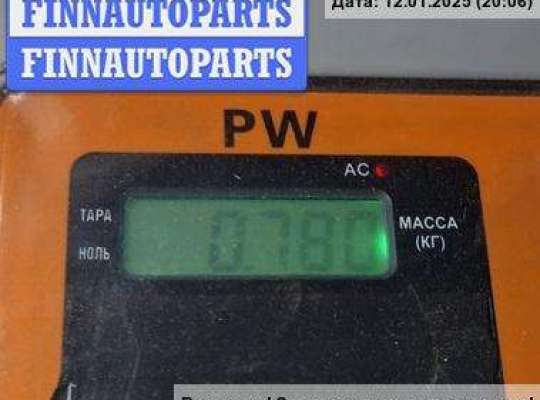 FINNAUTOPARTS
FINNAUTOPARTS
Дата: 12.01.2025 (20:06)
PW
AC
ТАРА
НОЛЬ
0.780
МАССА
(КГ)